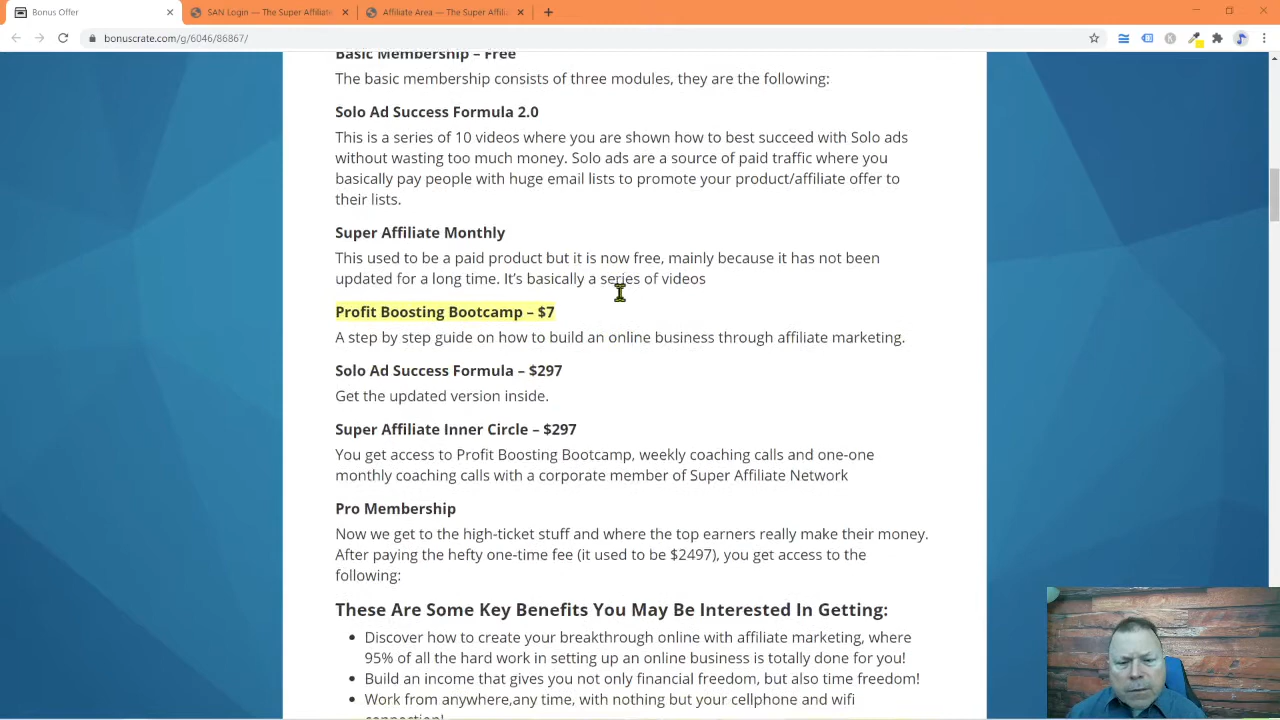 Bonus Offer
SAN Login — The Super Affiliate
Affiliate Area — The Super Affili
bonuscrate.com/g/6046/86867/
Basic Membership – Free
The basic membership consists of three modules, they are the following:
Solo Ad Success Formula 2.0
This is a series of 10 videos where you are shown how to best succeed with Solo ads
without wasting too much money. Solo ads are a source of paid traffic where you
basically pay people with huge email lists to promote your product/affiliate offer to
their lists.
Super Affiliate Monthly
This used to be a paid product but it is now free, mainly because it has not been
updated for a long time. It’s basically a series of videos
Profit Boosting Bootcamp – $7
A step by step guide on how to build an online business through affiliate marketing.
Solo Ad Success Formula – $297
Get the updated version inside.
Super Affiliate Inner Circle – $297
You get access to Profit Boosting Bootcamp, weekly coaching calls and one-one
monthly coaching calls with a corporate member of Super Affiliate Network
Pro Membership
Now we get to the high-ticket stuff and where the top earners really make their money.
After paying the hefty one-time fee (it used to be $2497), you get access to the
following:
These Are Some Key Benefits You May Be Interested In Getting:
• Discover how to create your breakthrough online with affiliate marketing, where
95% of all the hard work in setting up an online business is totally done for you!
• Build an income that gives you not only financial freedom, but also time freedom!
• Work from anywhere,any time, with nothing but your cellphone and wifi
connection!